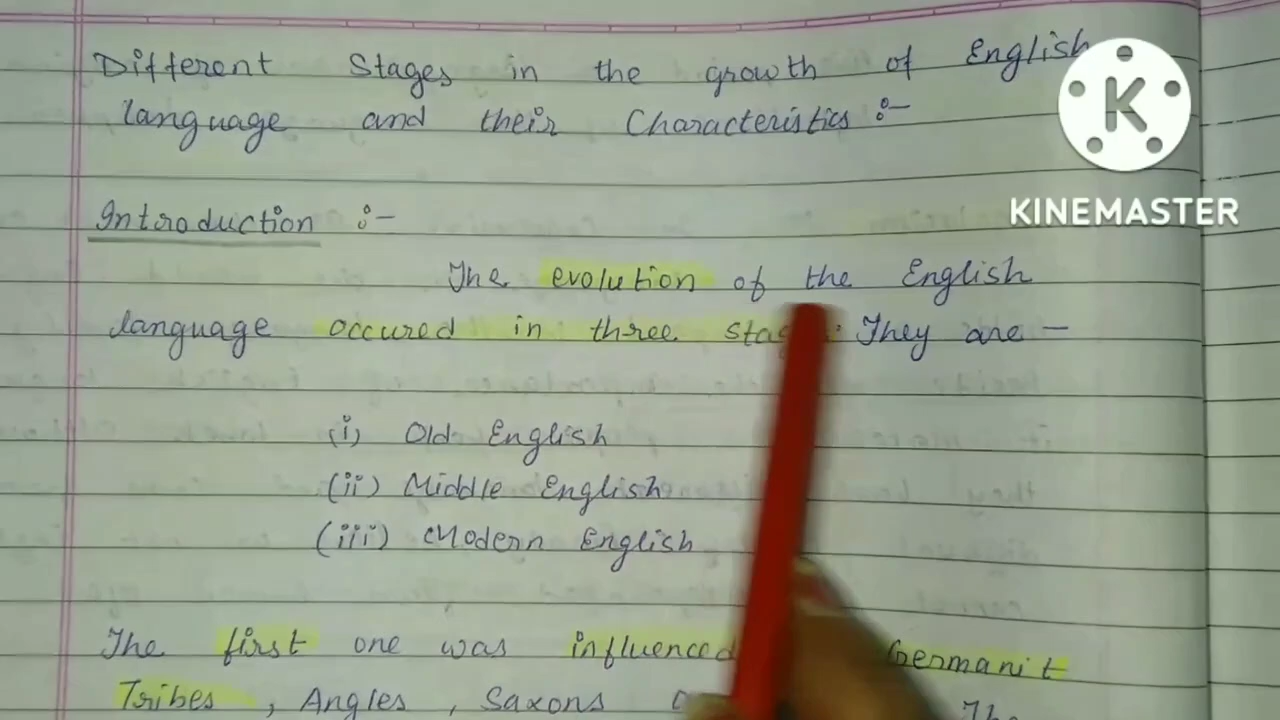 Different Stages in the growth of English
language and their Characteristics :-
KINEMASTER
Introduction :-
The evolution of the English
language occured in three They are -
(i) Old English
(ii) Middle English
(iii) Modern English
The first one was influenced Germanit
Tribes, Angles, Saxons The